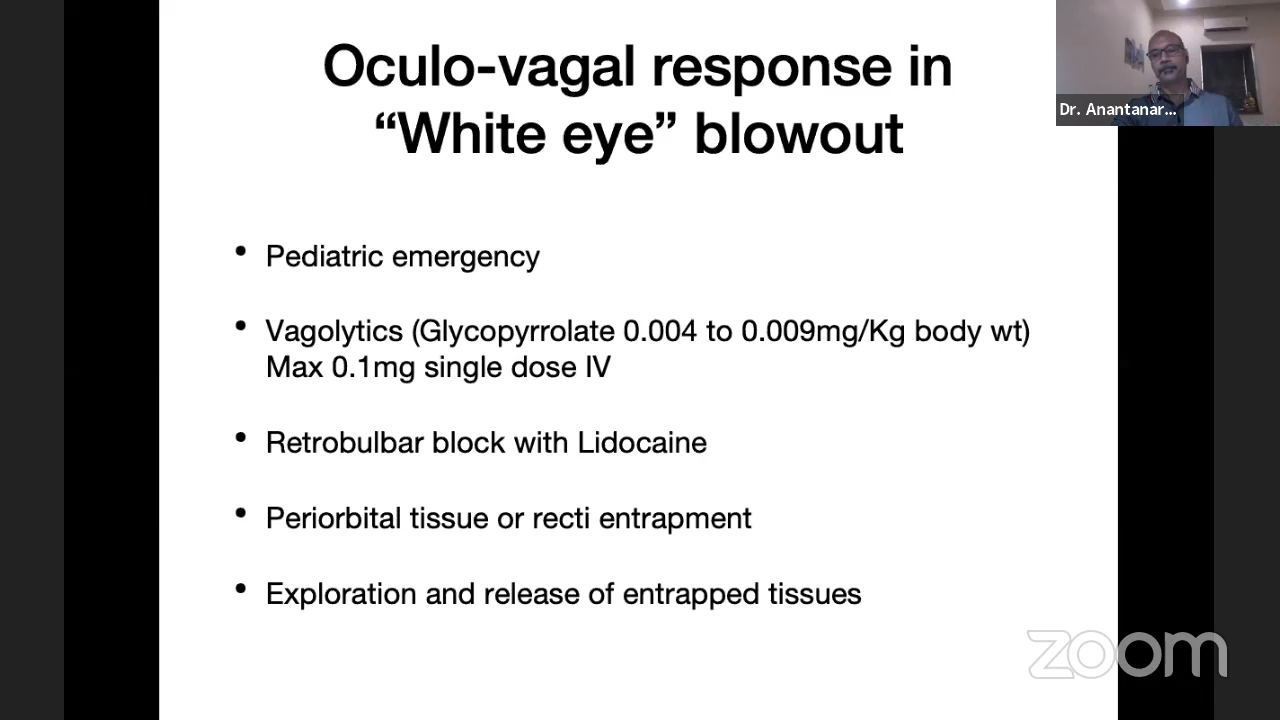 Oculo-vagal response in
“White eye” blowout
• Pediatric emergency
• Vagolytics (Glycopyrrolate 0.004 to 0.009mg/Kg body wt)
Max 0.1mg single dose IV
• Retrobulbar block with Lidocaine
• Periorbital tissue or recti entrapment
• Exploration and release of entrapped tissues
Dr. Anantanar...
zoom